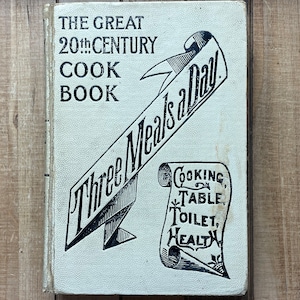 THE GREAT
20th CENTURY
COOK
BOOK
Three Meals a Day.
COOKING,
TABLE,
TOILET,
HEALTH,